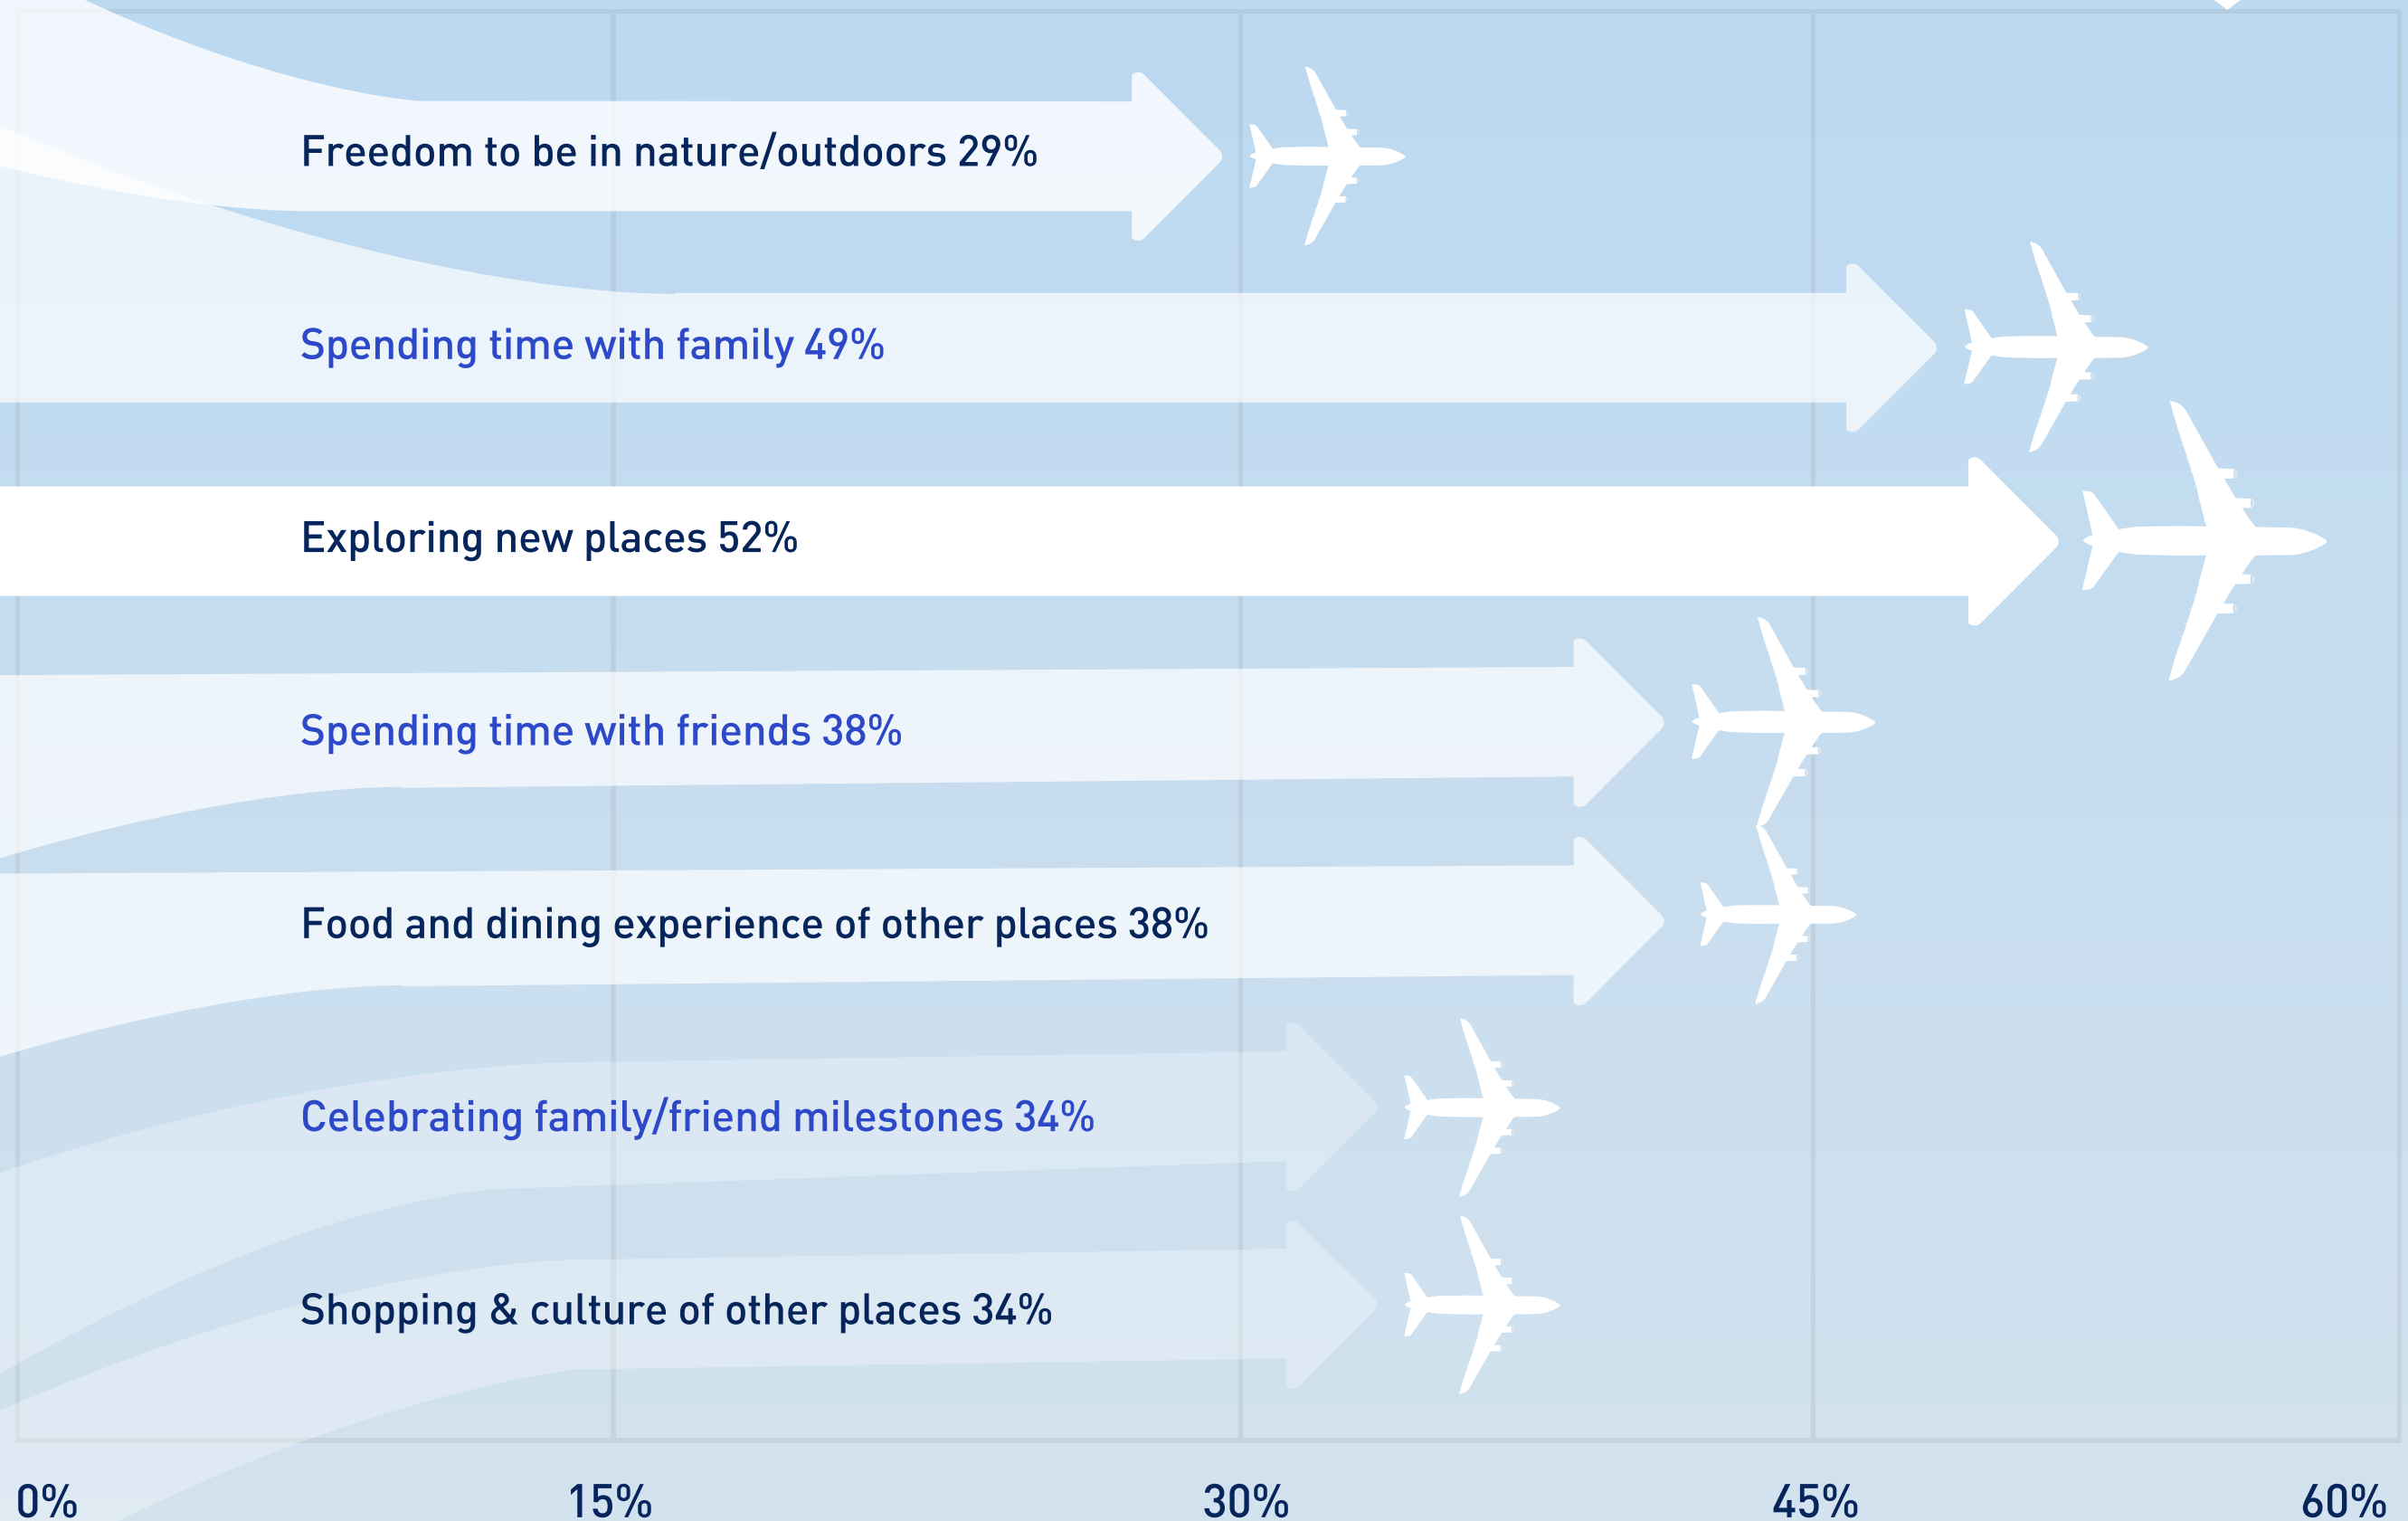 Freedom to be in nature/outdoors 29%
Spending time with family 49%
Exploring new places 52%
Spending time with friends 38%
Food and dining experience of other places 38%
Celebrating family/friend milestones 34%
Shopping & culture of other places 34%
0% 15% 30% 45% 60%